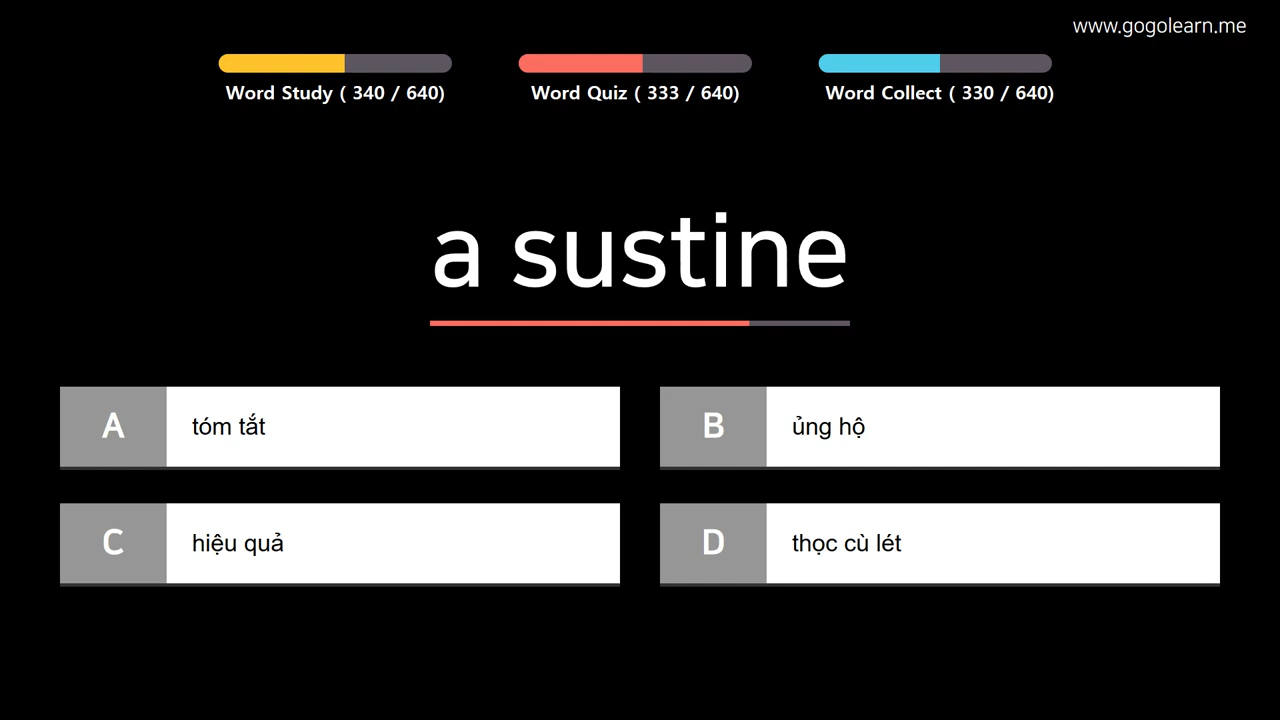 www.gogolearn.me
Word Study ( 340 / 640)
Word Quiz ( 333 / 640)
Word Collect ( 330 / 640)
a sustine
A
tóm tắt
B
ủng hộ
C
hiệu quả
D
thọc cù lét